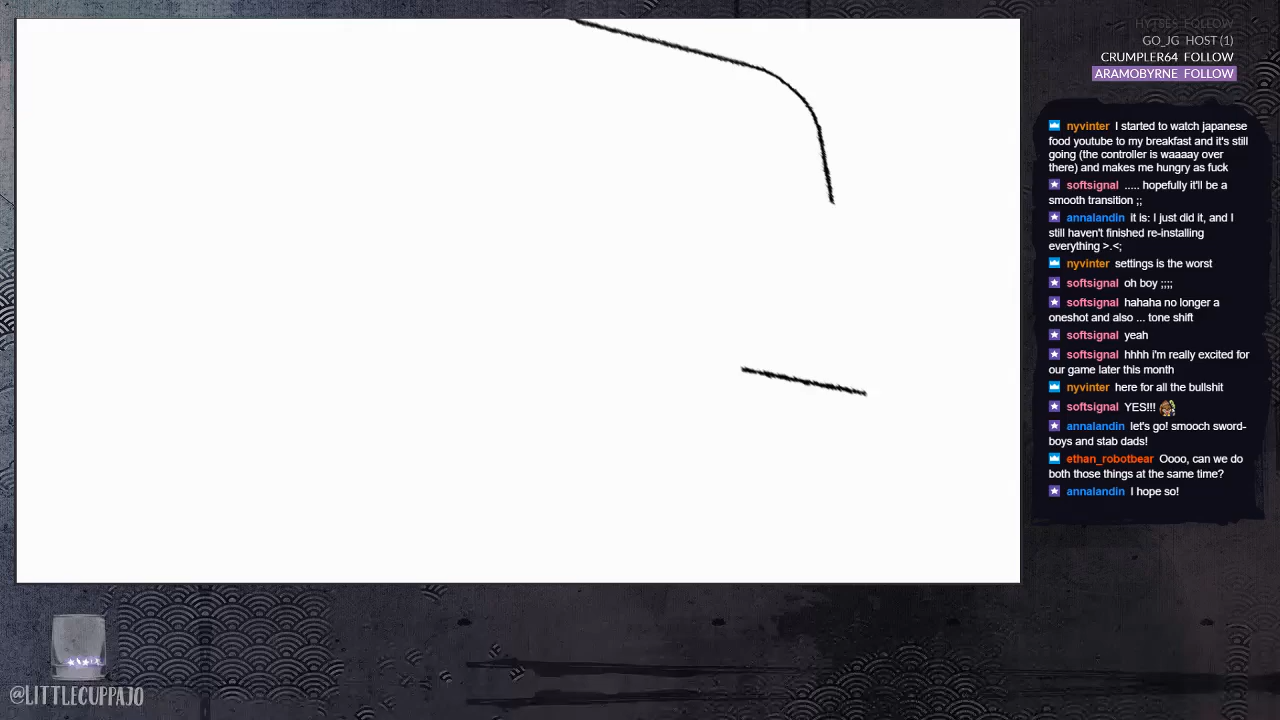 HYTSES FOLLOW
GO_JG HOST (1)
CRUMPLER64 FOLLOW
ARAMOBYRNE FOLLOW
nyvinter I started to watch japanese
food youtube to my breakfast and it's still
going (the controller is waaaay over
there) and makes me hungry as fuck
softsignal ..... hopefully it'll be a
smooth transition ;;
annalandin it is: I just did it, and I
still haven't finished re-installing
everything >.<;
nyvinter settings is the worst
softsignal oh boy ;;;;
softsignal hahaha no longer a
oneshot and also ... tone shift
softsignal yeah
softsignal hhhh i'm really excited for
our game later this month
nyvinter here for all the bullshit
softsignal YES!!!
annalandin let's go! smooch sword-
boys and stab dads!
ethan_robotbear Oooo, can we do
both those things at the same time?
annalandin I hope so!
@LITTLECUPPAJO